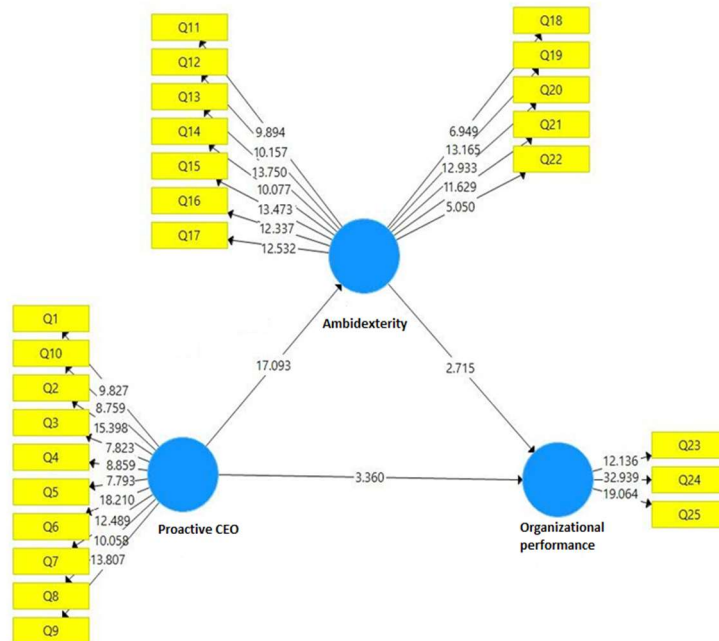 Q11
Q12
Q13
Q14
Q15
Q16
Q17
9.894
10.157
13.750
10.077
13.473
12.337
12.532
Q18
Q19
Q20
Q21
Q22
6.949
13.165
12.933
11.629
5.050
Ambidexterity
17.093
2.715
Q1
Q10
Q2
Q3
Q4
Q5
Q6
Q7
Q8
Q9
9.827
8.759
15.398
7.823
8.859
7.793
18.210
12.489
10.058
13.807
Proactive CEO
3.360
12.136
32.939
19.064
Q23
Q24
Q25
Organizational
performance